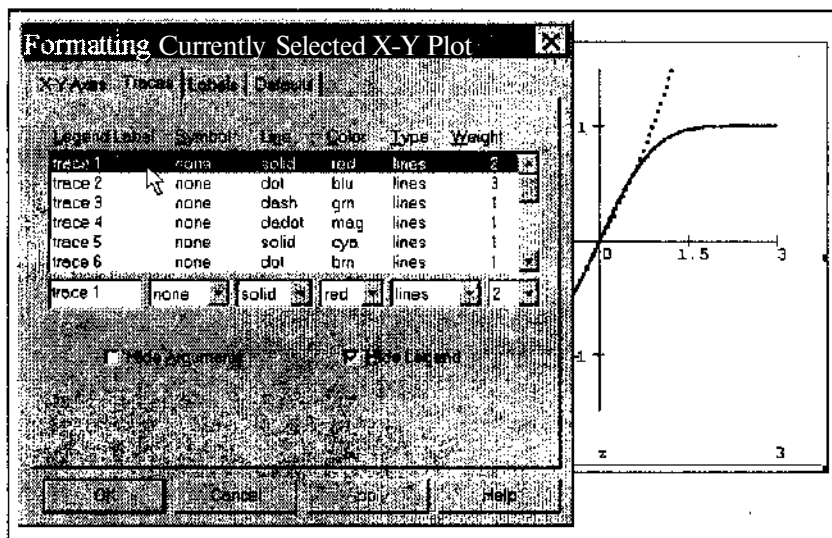 Formatting Currently Selected X-Y Plot
X-Y Axes Traces Labels Defaults
Legend Label Symbol Line Color Type Weight
trace 1 none solid red lines 2
trace 2 none dot blu lines 3
trace 3 none dash grn lines 1
trace 4 none dadot mag lines 1
trace 5 none solid cya lines 1
trace 6 none dot brn lines 1
trace 1 none solid red lines 2
Hide Arguments Hide Legend
OK Cancel Help
1
0 1.5 3
-1
z 3